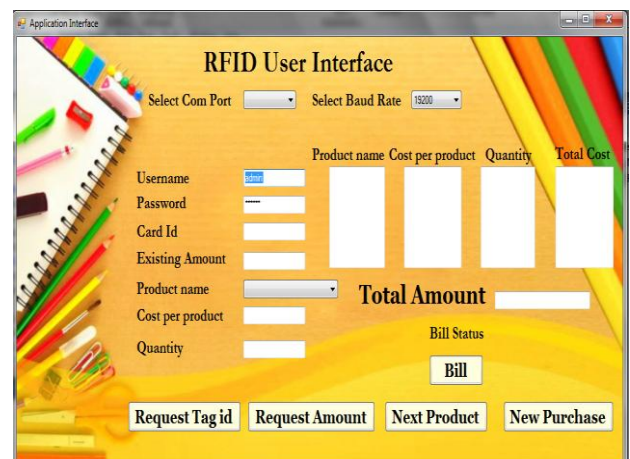 Application Interface
RFID User Interface
Select Com Port Select Baud Rate 19200
Product name Cost per product Quantity Total Cost
Username admin
Password ••••••
Card Id
Existing Amount
Product name
Total Amount
Cost per product
Bill Status
Quantity
Bill
Request Tag id Request Amount Next Product New Purchase